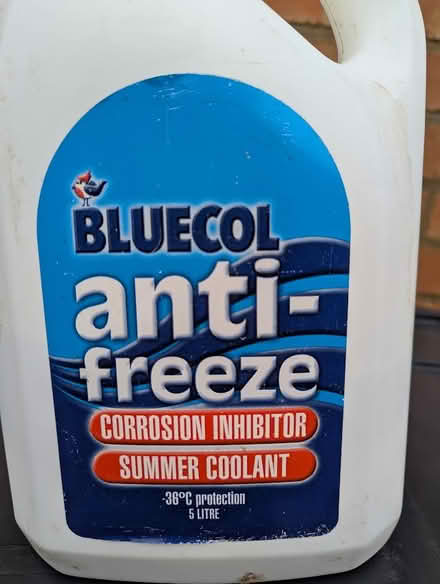 BLUECOL
anti-
freeze
CORROSION INHIBITOR
SUMMER COOLANT
-36°C protection
5 LITRE